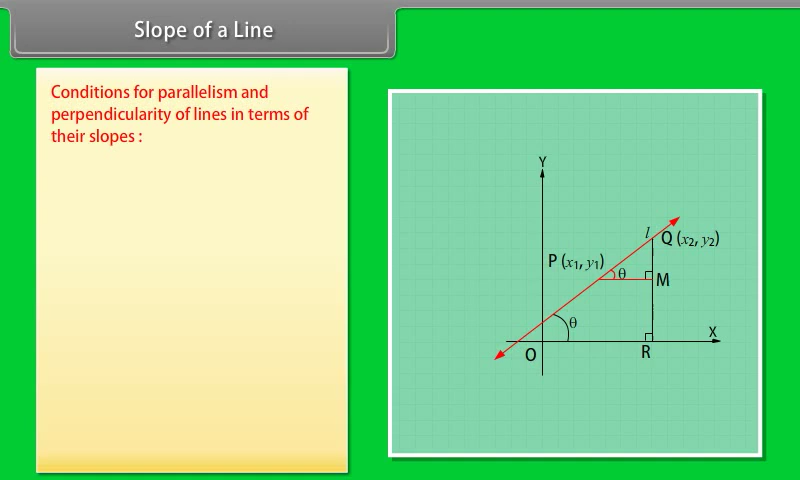 Slope of a Line
Conditions for parallelism and
perpendicularity of lines in terms of
their slopes :
Y
l
Q (x₂, y₂)
P (x₁, y₁)
θ
M
θ
X
O
R